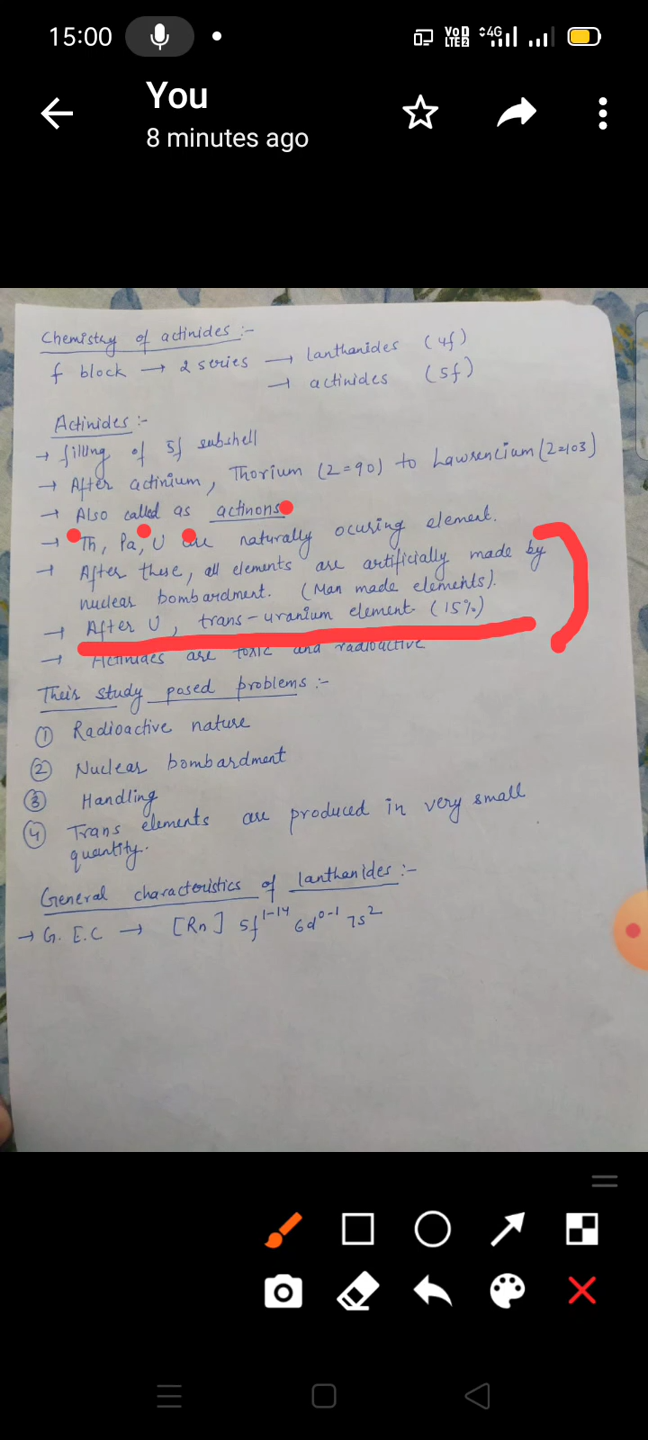 15:00
VoD
LTE2
4G
You
8 minutes ago
Chemistry of actinides :-
f block → 2 series → lanthanides (4f)
→ actinides (5f)
Actinides :-
→ filling of 5f subshell
→ After actinium, Thorium (Z=90) to Lawrencium (Z=103)
→ Also called as actinons
→ Th, Pa, U are naturally ocuring element.
→ After these, all elements are artificially made by
nuclear bombardment. (Man made elements).
→ After U, trans-uranium element. (15%)
→ Actinides are toxic and radioactive
Their study posed problems :-
① Radioactive nature
② Nuclear bombardment
③ Handling
④ Trans elements are produced in very small
quantity.
General characteristics of lanthanides :-
→ G. E.C → [Rn] 5f¹⁻¹⁴ 6d⁰⁻¹ 7s²